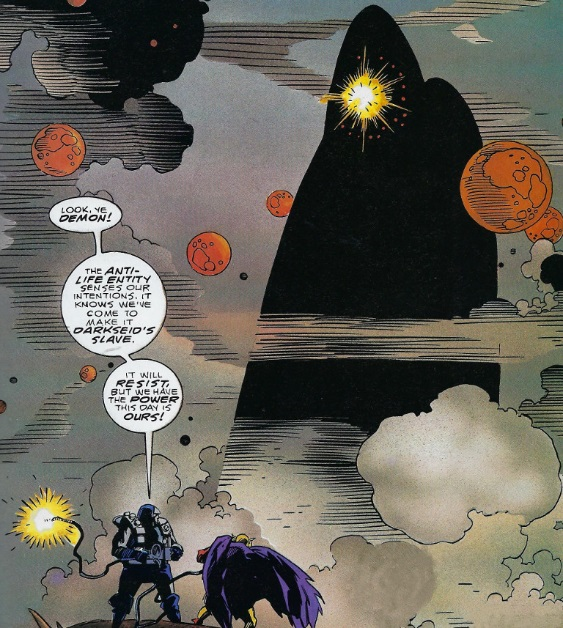 LOOK, YE
DEMON!
THE ANTI-
LIFE ENTITY
SENSES OUR
INTENTIONS. IT
KNOWS WE'VE
COME TO
MAKE IT
DARKSEID'S
SLAVE.
IT WILL
RESIST,
BUT WE HAVE
THE POWER
THIS DAY IS
OURS!